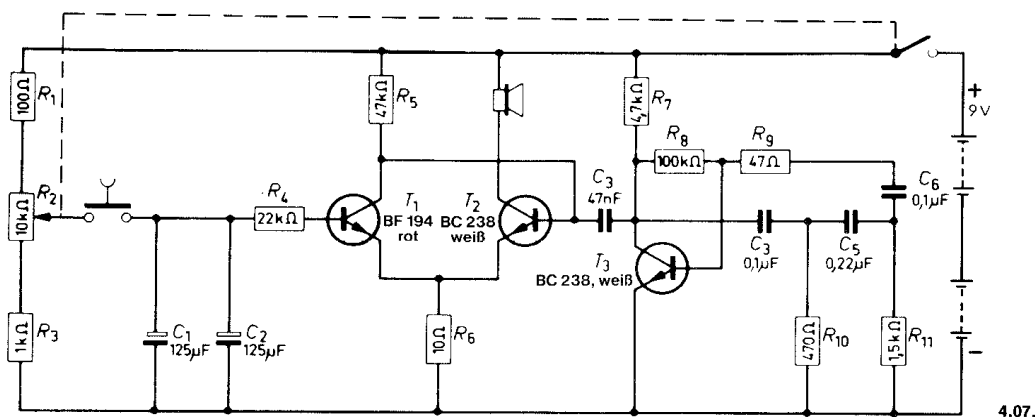 R1
100Ω
R2
10kΩ
R3
1kΩ
C1
125µF
C2
125µF
R4
22kΩ
R5
47kΩ
T1
BF 194
rot
T2
BC 238
weiß
R6
10Ω
C3
47nF
R7
4,7kΩ
R8
100kΩ
R9
47Ω
T3
BC 238, weiß
C3
0,1µF
C5
0,22µF
C6
0,1µF
R10
470Ω
R11
1,5kΩ
+
9V
−
4.07.